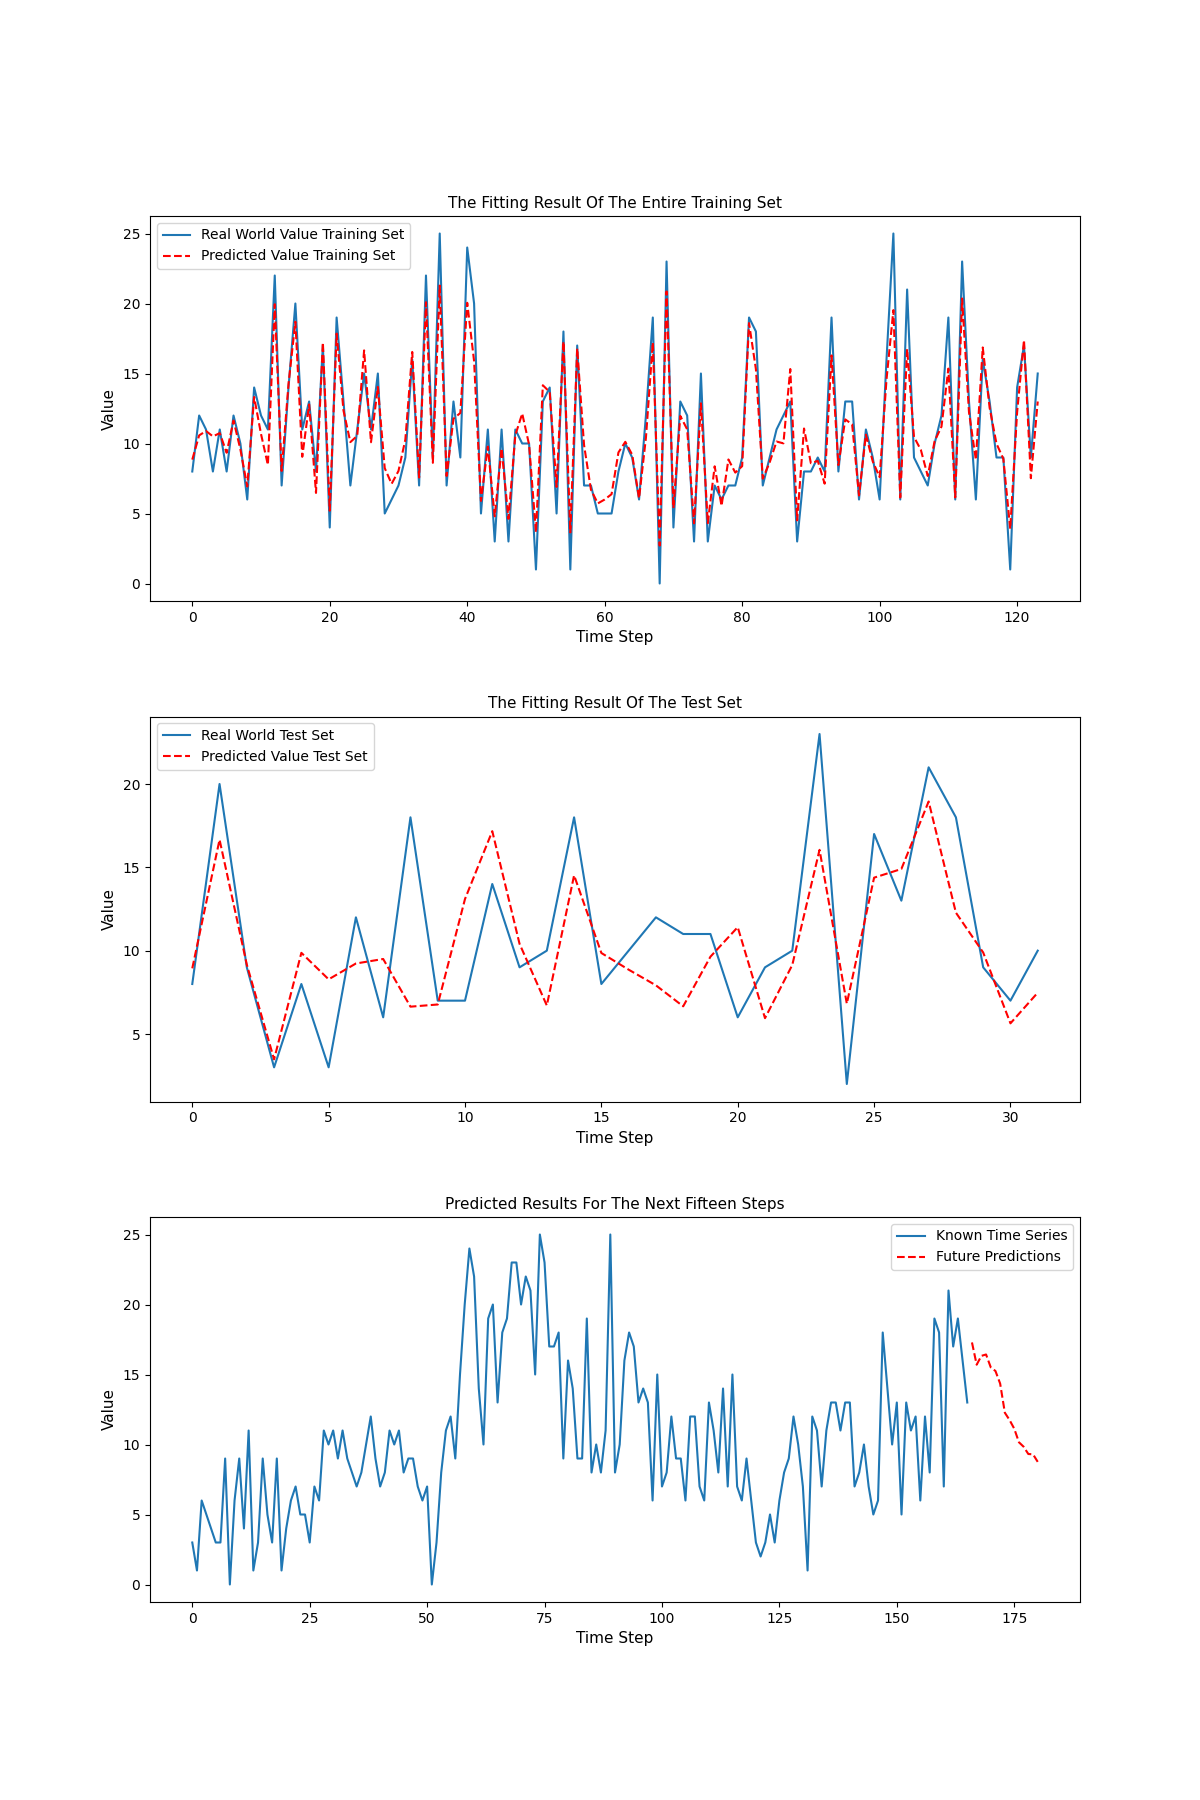 The Fitting Result Of The Entire Training Set
Real World Value Training Set
Predicted Value Training Set
Value
25
20
15
10
5
0
0 20 40 60 80 100 120
Time Step
The Fitting Result Of The Test Set
Real World Test Set
Predicted Value Test Set
Value
20
15
10
5
0 5 10 15 20 25 30
Time Step
Predicted Results For The Next Fifteen Steps
Known Time Series
Future Predictions
Value
25
20
15
10
5
0
0 25 50 75 100 125 150 175
Time Step